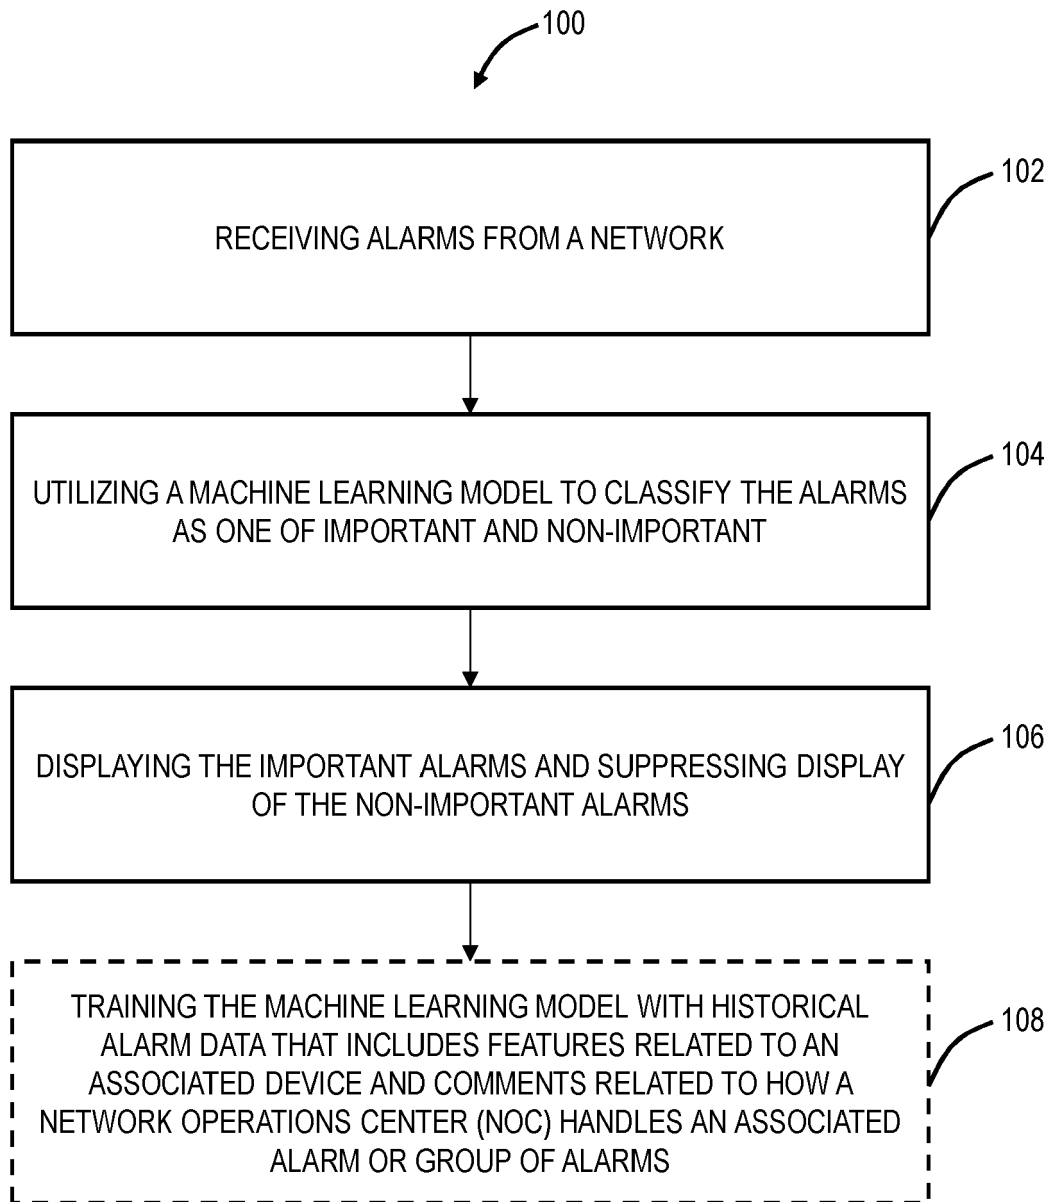 100
RECEIVING ALARMS FROM A NETWORK
102
UTILIZING A MACHINE LEARNING MODEL TO CLASSIFY THE ALARMS
AS ONE OF IMPORTANT AND NON-IMPORTANT
104
DISPLAYING THE IMPORTANT ALARMS AND SUPPRESSING DISPLAY
OF THE NON-IMPORTANT ALARMS
106
TRAINING THE MACHINE LEARNING MODEL WITH HISTORICAL
ALARM DATA THAT INCLUDES FEATURES RELATED TO AN
ASSOCIATED DEVICE AND COMMENTS RELATED TO HOW A
NETWORK OPERATIONS CENTER (NOC) HANDLES AN ASSOCIATED
ALARM OR GROUP OF ALARMS
108